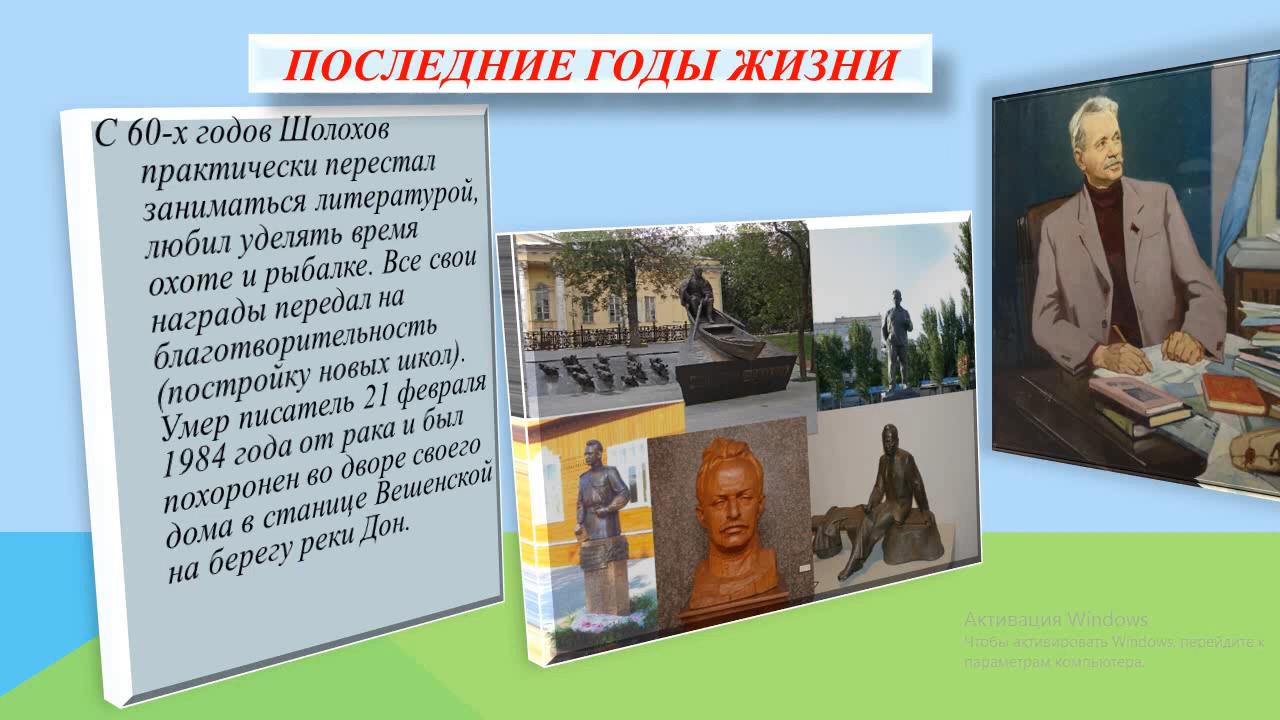 ПОСЛЕДНИЕ ГОДЫ ЖИЗНИ
С 60-х годов Шолохов
практически перестал
заниматься литературой,
любил уделять время
охоте и рыбалке. Все свои
награды передал на
благотворительность
(постройку новых школ).
Умер писатель 21 февраля
1984 года от рака и был
похоронен во дворе своего
дома в станице Вешенской
на берегу реки Дон.
Активация Windows
Чтобы активировать Windows, перейдите к
параметрам компьютера.